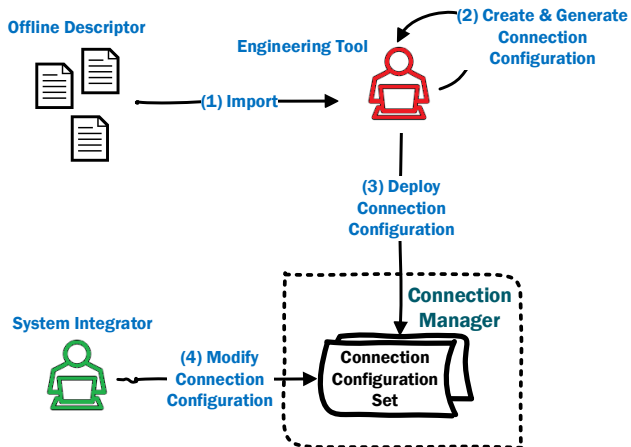 Offline Descriptor
Engineering Tool
(2) Create & Generate
Connection
Configuration
(1) Import
(3) Deploy
Connection
Configuration
Connection
Manager
System Integrator
(4) Modify
Connection
Configuration
Connection
Configuration
Set